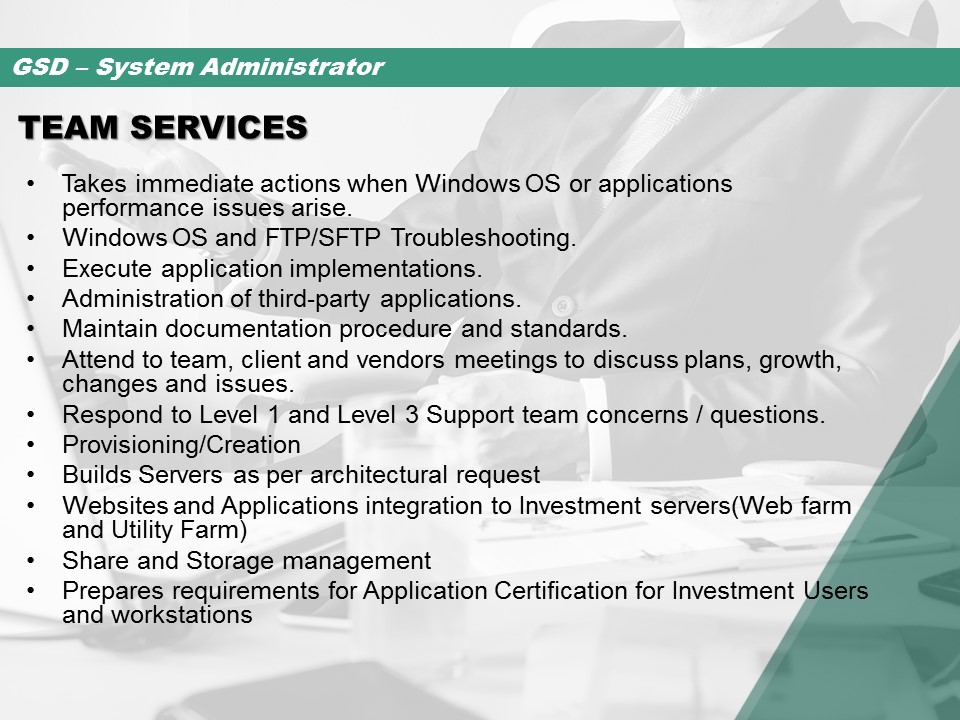 GSD – System Administrator
TEAM SERVICES
• Takes immediate actions when Windows OS or applications
performance issues arise.
• Windows OS and FTP/SFTP Troubleshooting.
• Execute application implementations.
• Administration of third-party applications.
• Maintain documentation procedure and standards.
• Attend to team, client and vendors meetings to discuss plans, growth,
changes and issues.
• Respond to Level 1 and Level 3 Support team concerns / questions.
• Provisioning/Creation
• Builds Servers as per architectural request
• Websites and Applications integration to Investment servers(Web farm
and Utility Farm)
• Share and Storage management
• Prepares requirements for Application Certification for Investment Users
and workstations